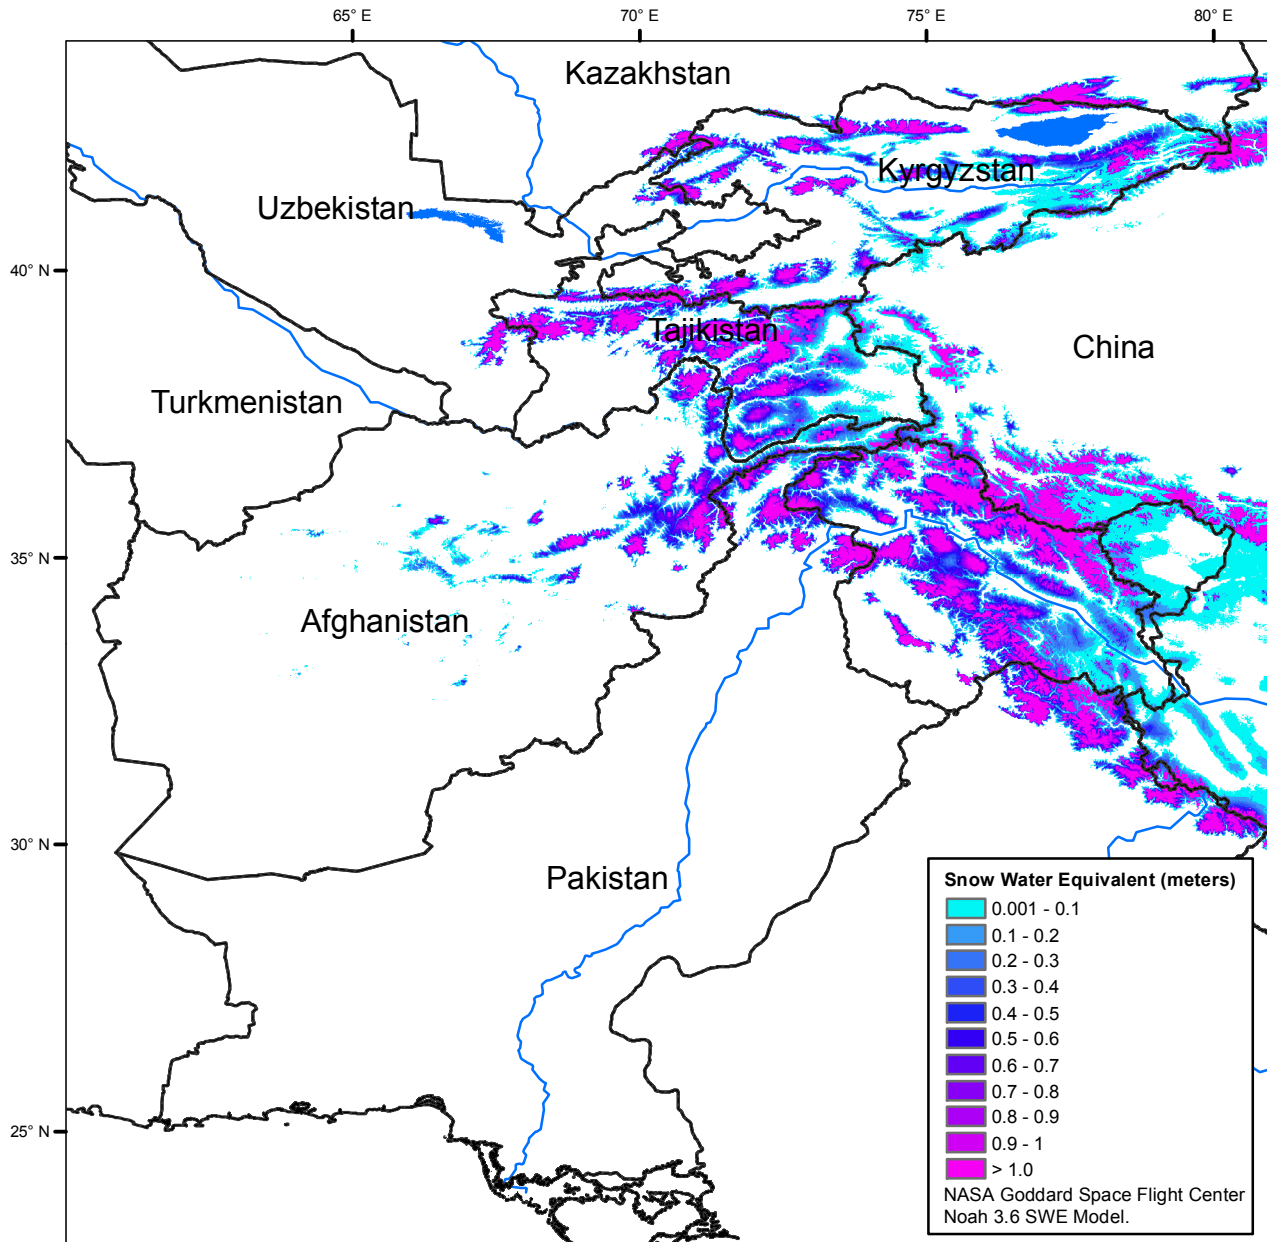 65° E
70° E
75° E
80° E
Kazakhstan
Kyrgyzstan
Uzbekistan
40° N
Tajikistan
China
Turkmenistan
35° N
Afghanistan
30° N
Pakistan
25° N
Snow Water Equivalent (meters)
0.001 - 0.1
0.1 - 0.2
0.2 - 0.3
0.3 - 0.4
0.4 - 0.5
0.5 - 0.6
0.6 - 0.7
0.7 - 0.8
0.8 - 0.9
0.9 - 1
> 1.0
NASA Goddard Space Flight Center
Noah 3.6 SWE Model.